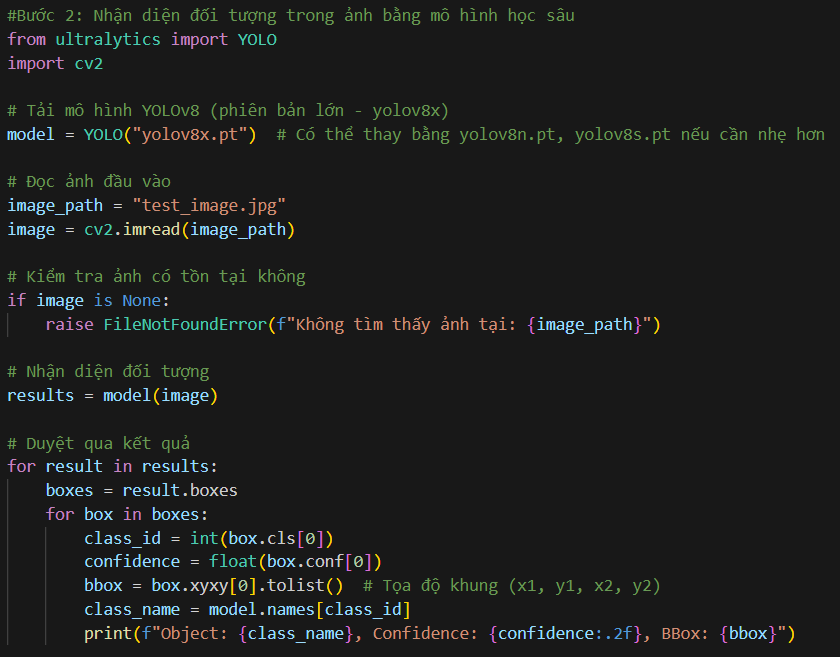 #Bước 2: Nhận diện đối tượng trong ảnh bằng mô hình học sâu
from ultralytics import YOLO
import cv2
# Tải mô hình YOLOv8 (phiên bản lớn - yolov8x)
model = YOLO("yolov8x.pt")  # Có thể thay bằng yolov8n.pt, yolov8s.pt nếu cần nhẹ hơn
# Đọc ảnh đầu vào
image_path = "test_image.jpg"
image = cv2.imread(image_path)
# Kiểm tra ảnh có tồn tại không
if image is None:
    raise FileNotFoundError(f"Không tìm thấy ảnh tại: {image_path}")
# Nhận diện đối tượng
results = model(image)
# Duyệt qua kết quả
for result in results:
    boxes = result.boxes
    for box in boxes:
        class_id = int(box.cls[0])
        confidence = float(box.conf[0])
        bbox = box.xyxy[0].tolist()  # Tọa độ khung (x1, y1, x2, y2)
        class_name = model.names[class_id]
        print(f"Object: {class_name}, Confidence: {confidence:.2f}, BBox: {bbox}")